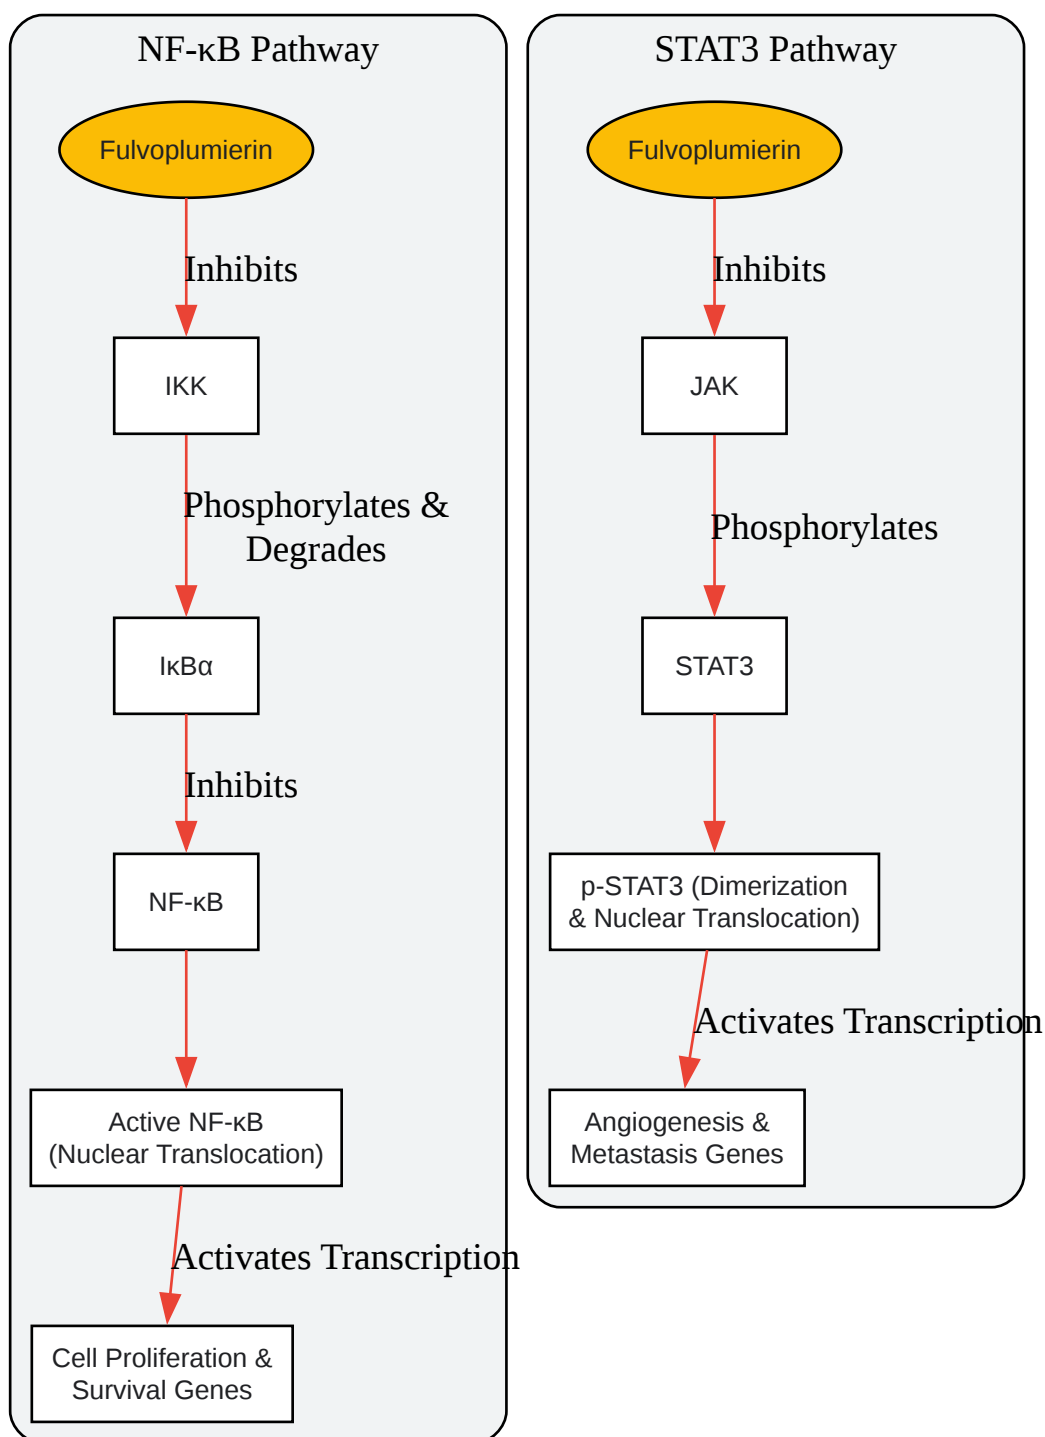 NF-κB Pathway
Fulvoplumierin
Inhibits
IKK
Phosphorylates &
Degrades
IκBα
Inhibits
NF-κB
Active NF-κB
(Nuclear Translocation)
Activates Transcription
Cell Proliferation &
Survival Genes
STAT3 Pathway
Fulvoplumierin
Inhibits
JAK
Phosphorylates
STAT3
p-STAT3 (Dimerization
& Nuclear Translocation)
Activates Transcription
Angiogenesis &
Metastasis Genes